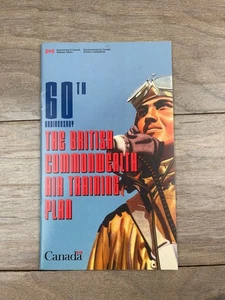 60TH
ANNIVERSARY
THE BRITISH
COMMONWEALTH
AIR TRAINING
PLAN
Canada